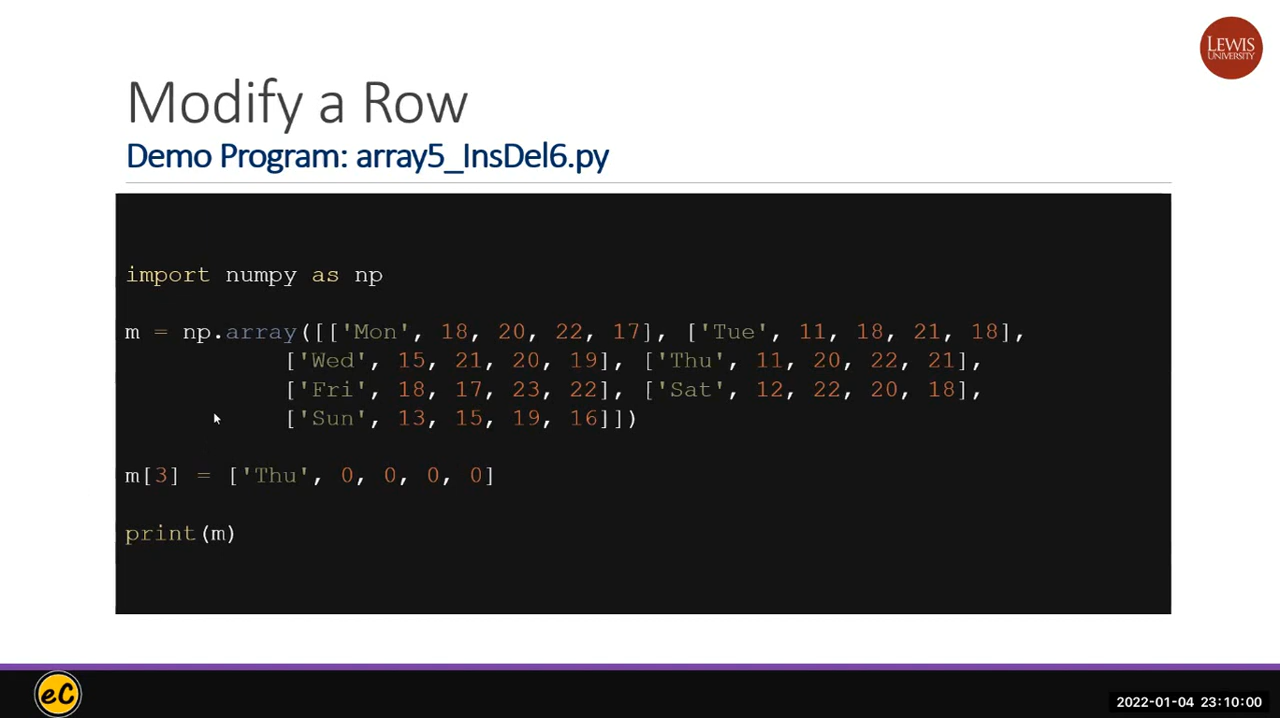 LEWIS
UNIVERSITY
Modify a Row
Demo Program: array5_InsDel6.py
import numpy as np
m = np.array([['Mon', 18, 20, 22, 17], ['Tue', 11, 18, 21, 18],
['Wed', 15, 21, 20, 19], ['Thu', 11, 20, 22, 21],
['Fri', 18, 17, 23, 22], ['Sat', 12, 22, 20, 18],
['Sun', 13, 15, 19, 16]])
m[3] = ['Thu', 0, 0, 0, 0]
print(m)
eC
2022-01-04 23:10:00